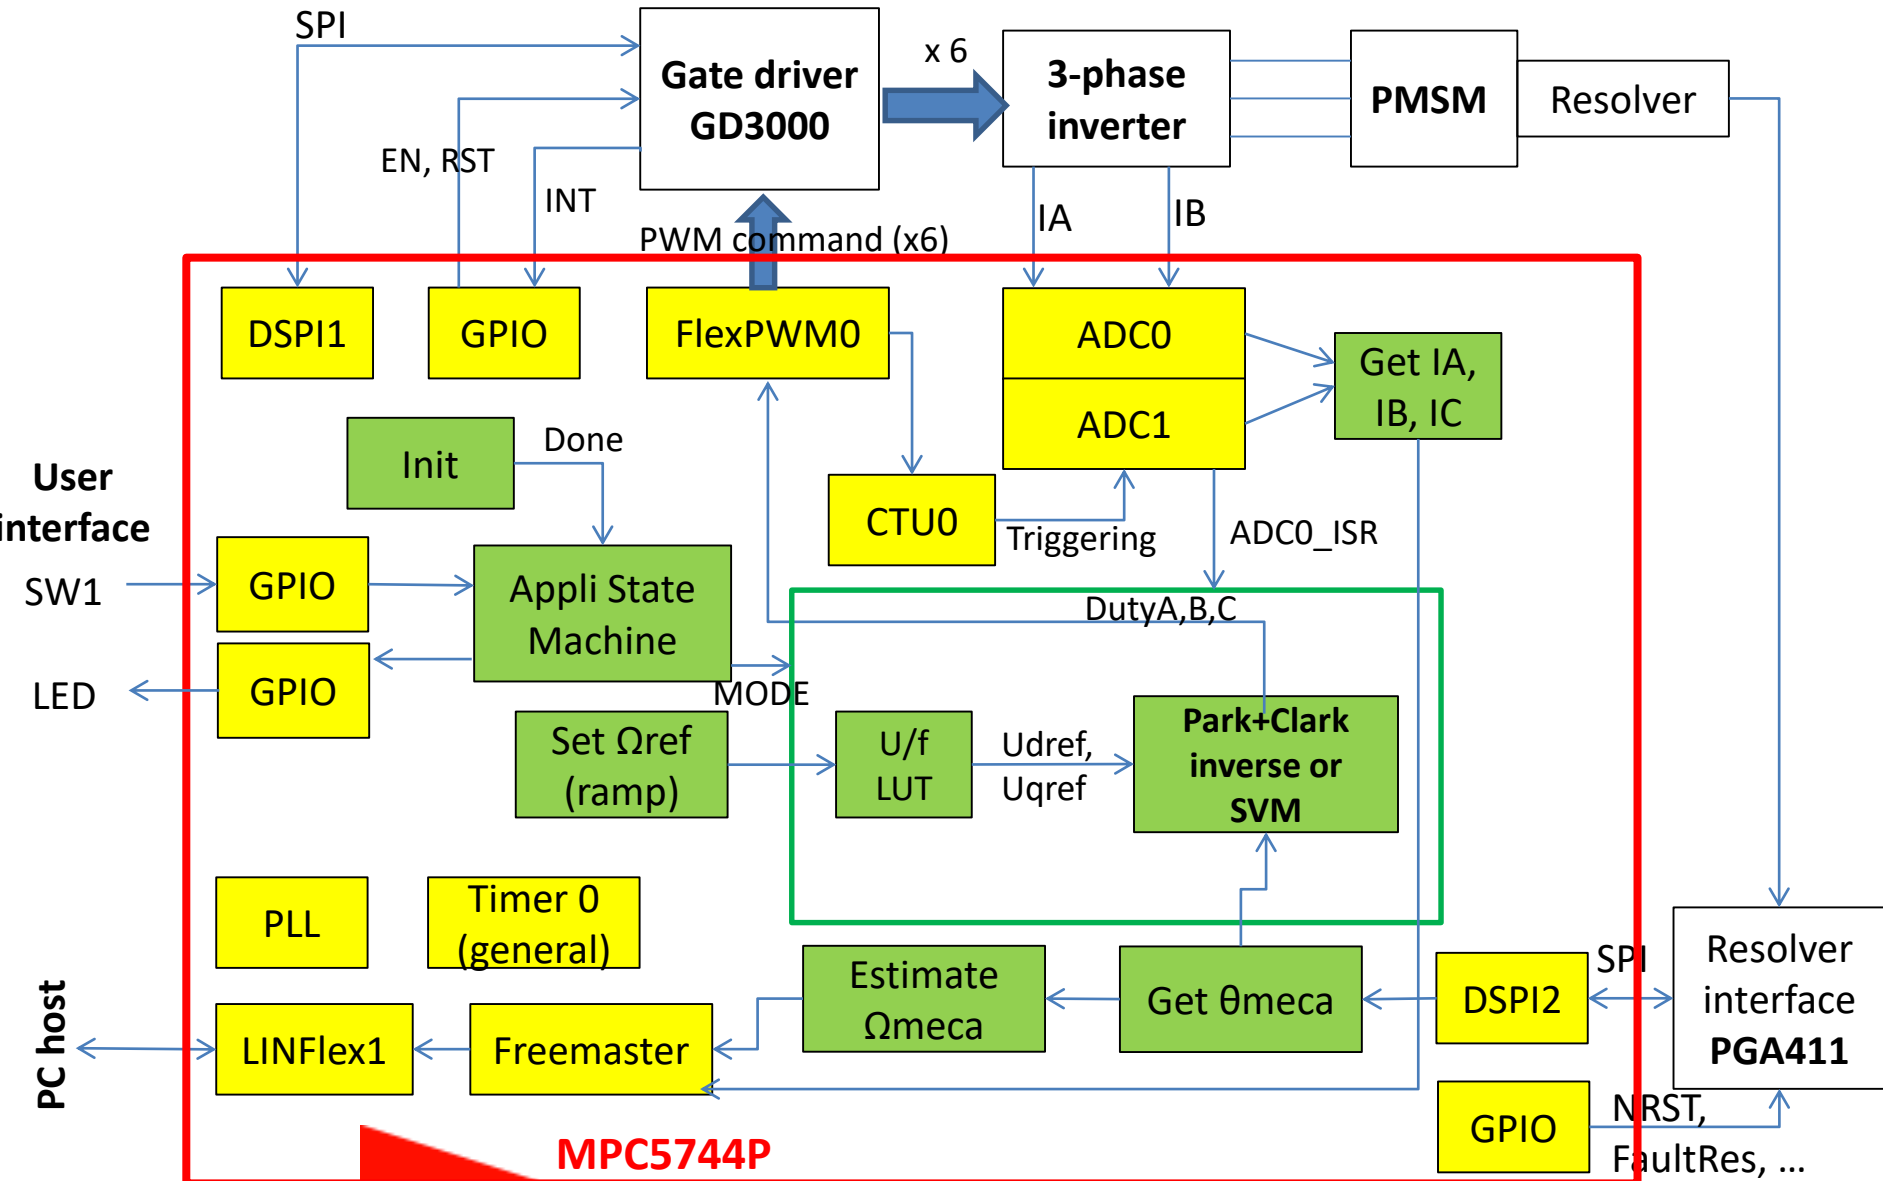 SPI
Gate driver
GD3000
x 6
3-phase
inverter
PMSM
Resolver
EN, RST
INT
IA
IB
PWM command (x6)
DSPI1
GPIO
FlexPWM0
ADC0
Get IA,
IB, IC
ADC1
Init
Done
User
interface
CTU0
Triggering
ADC0_ISR
SW1
GPIO
Appli State
Machine
DutyA,B,C
LED
GPIO
MODE
Set Ωref
(ramp)
U/f
LUT
Udref,
Uqref
Park+Clark
inverse or
SVM
PLL
Timer 0
(general)
Estimate
Ωmeca
Get θmeca
DSPI2
SPI
Resolver
interface
PGA411
PC host
LINFlex1
Freemaster
GPIO
NRST,
FaultRes, ...
MPC5744P